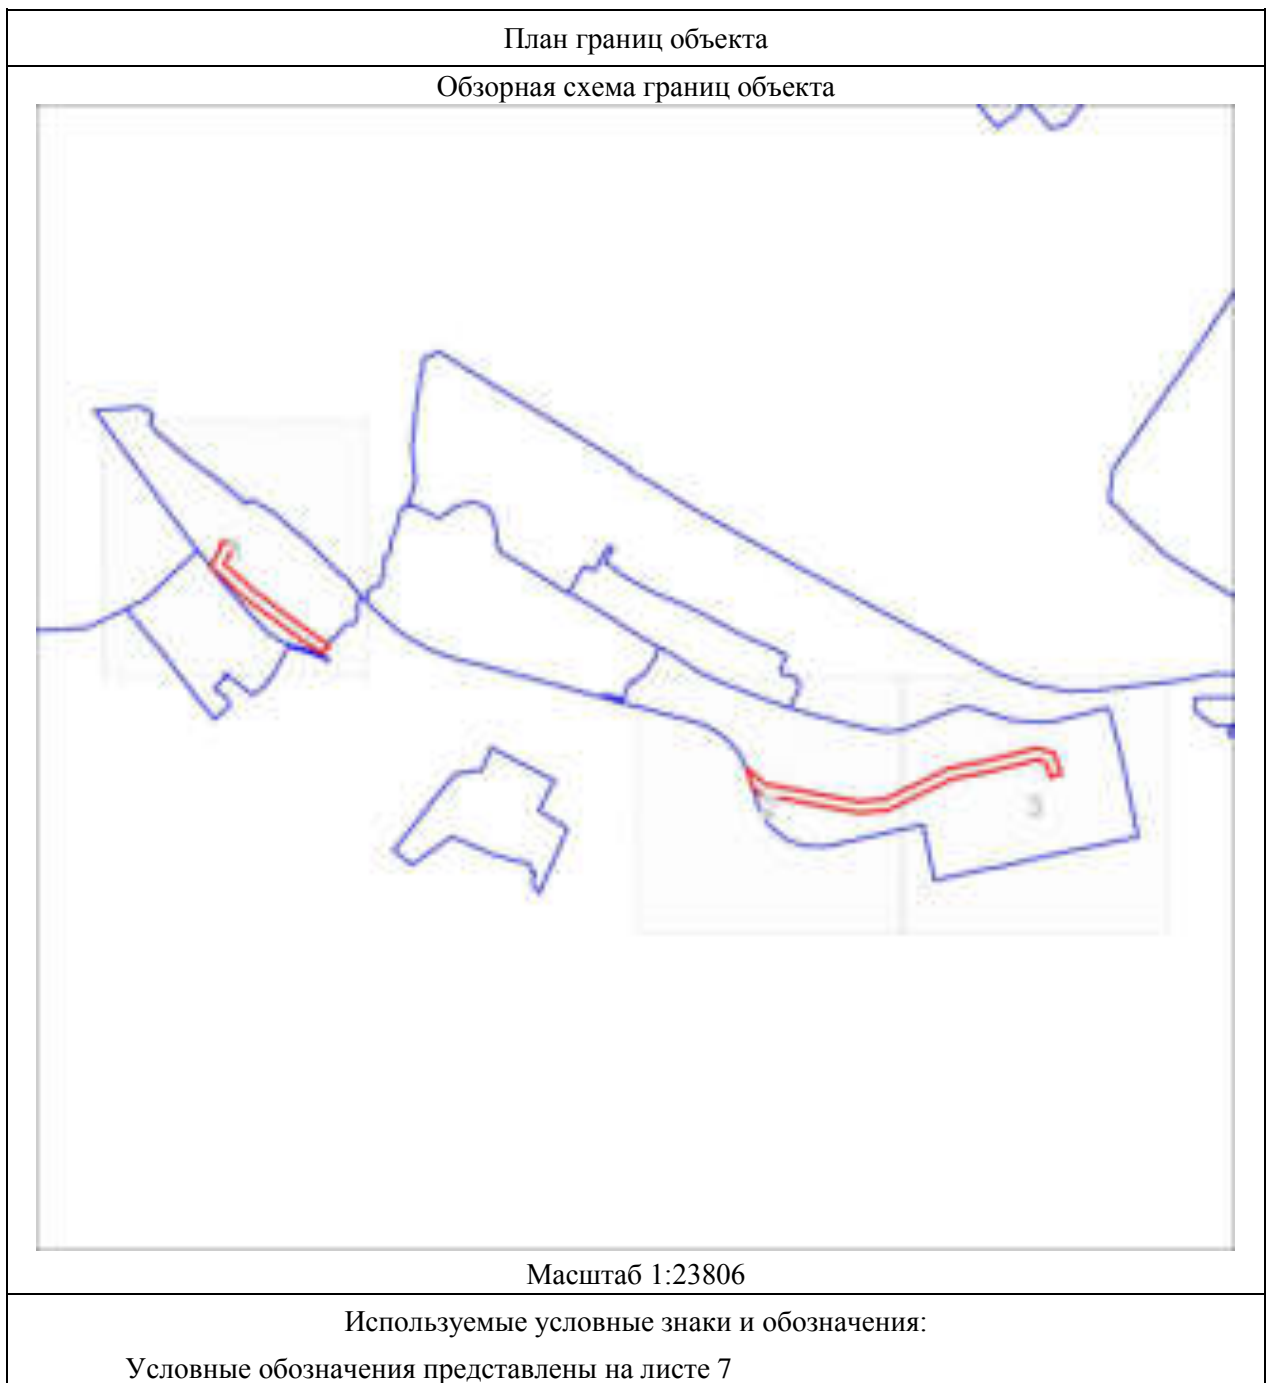 План границ объекта
Обзорная схема границ объекта
3
Масштаб 1:23806
Используемые условные знаки и обозначения:
Условные обозначения представлены на листе 7